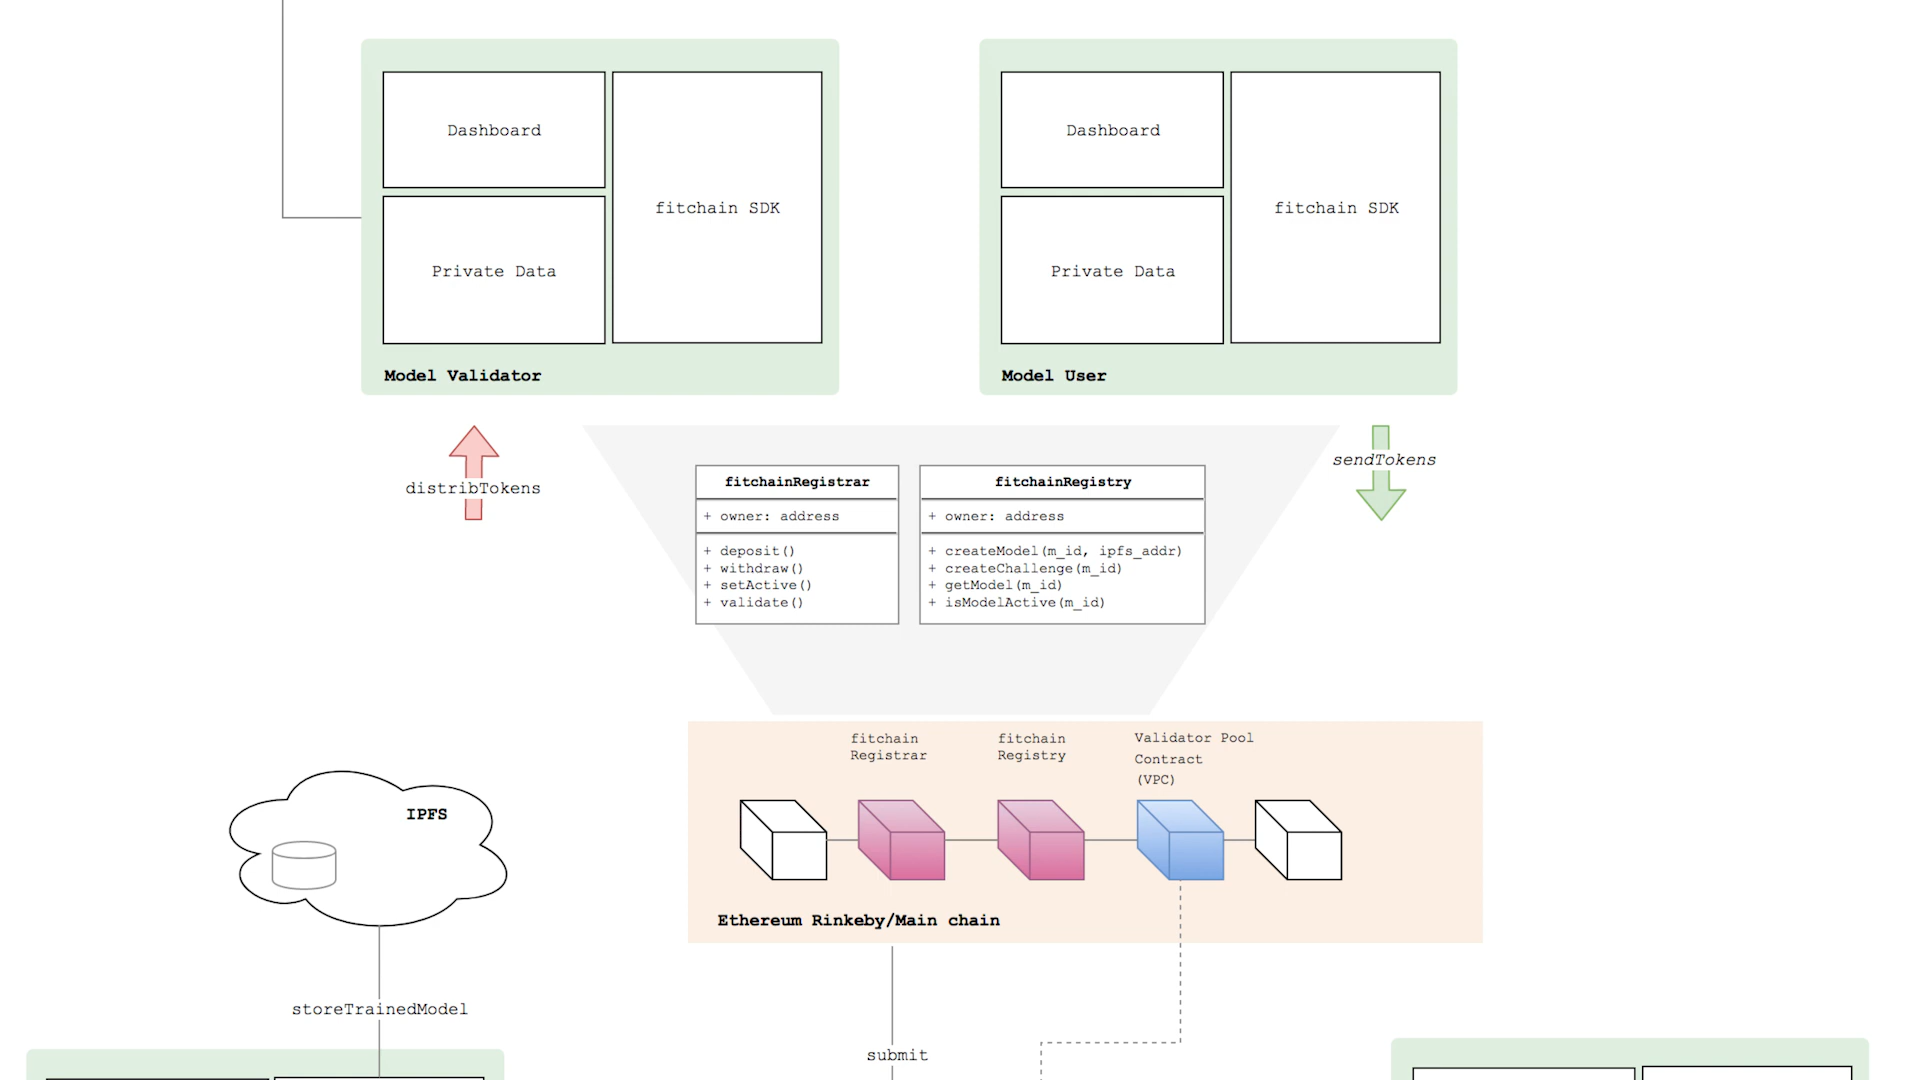 Dashboard
fitchain SDK
Private Data
Model Validator
Dashboard
fitchain SDK
Private Data
Model User
distribTokens
sendTokens
fitchainRegistrar
+ owner: address
+ deposit()
+ withdraw()
+ setActive()
+ validate()
fitchainRegistry
+ owner: address
+ createModel(m_id, ipfs_addr)
+ createChallenge(m_id)
+ getModel(m_id)
+ isModelActive(m_id)
fitchain
Registrar
fitchain
Registry
Validator Pool
Contract
(VPC)
IPFS
Ethereum Rinkeby/Main chain
storeTrainedModel
submit